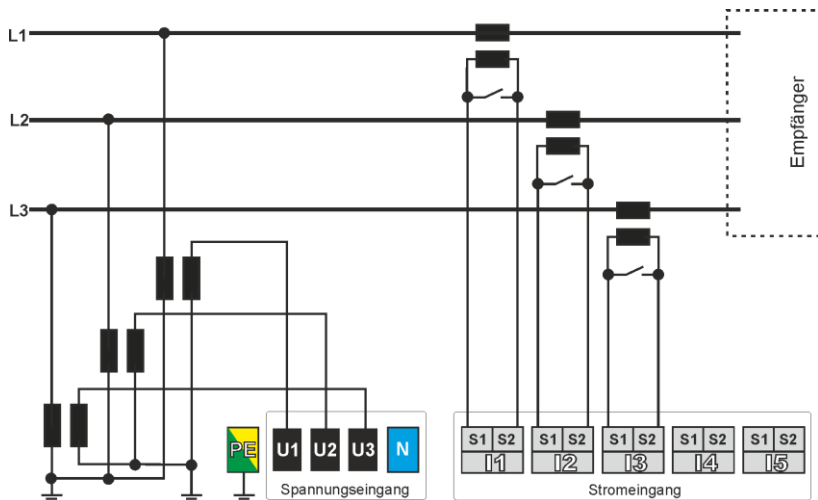 L1
L2
L3
Empfänger
PE U1 U2 U3 N
Spannungseingang
S1 S2 S1 S2 S1 S2 S1 S2 S1 S2
I1 I2 I3 I4 I5
Stromeingang